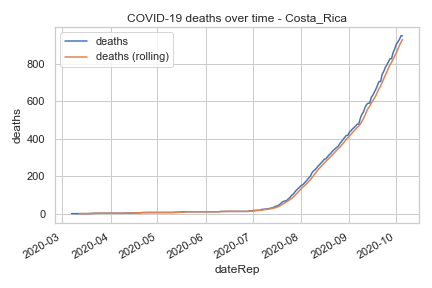 COVID-19 deaths over time - Costa_Rica
deaths
deaths (rolling)
800
600
400
200
0
deaths
2020-03
2020-04
2020-05
2020-06
2020-07
2020-08
2020-09
2020-10
dateRep